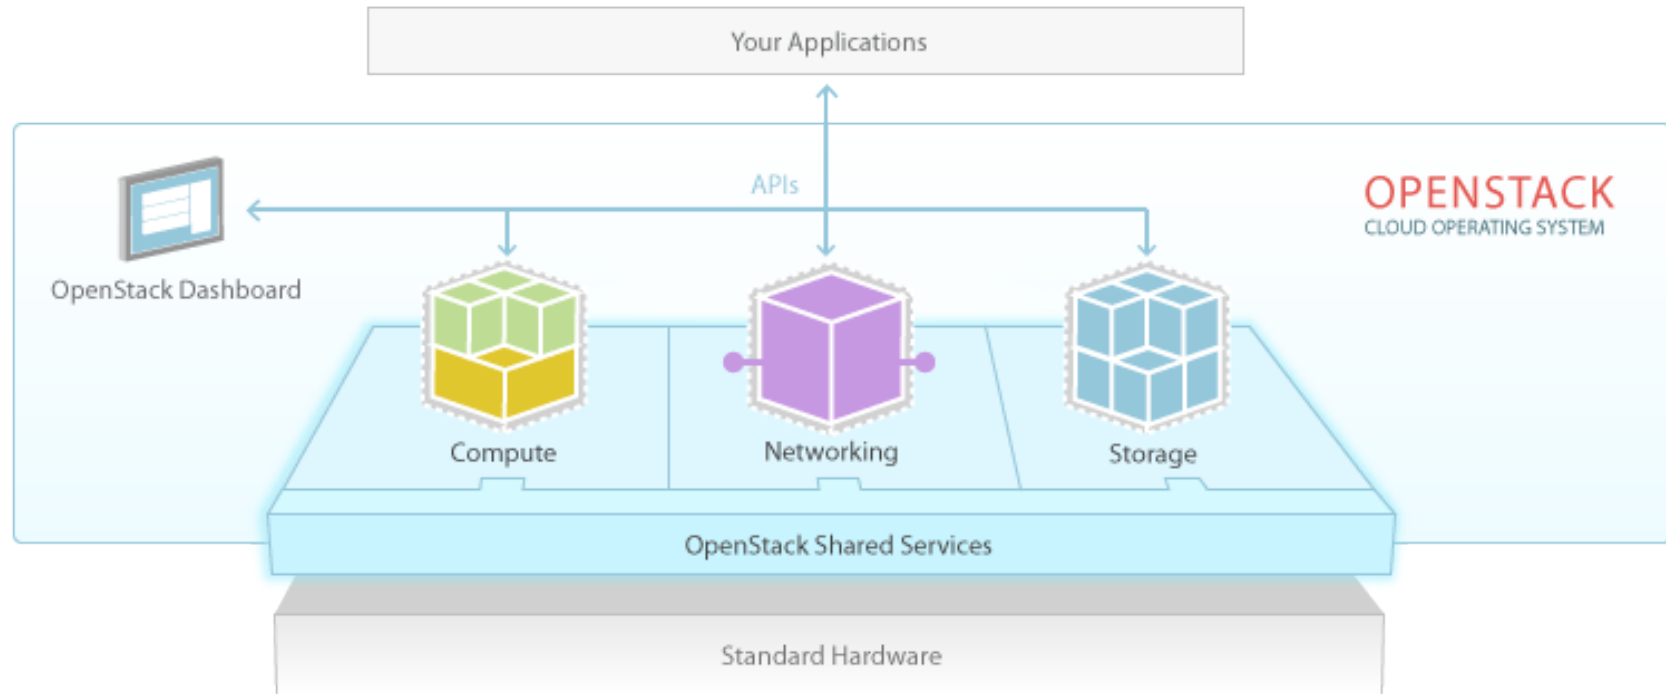 Your Applications
APIs
OPENSTACK
CLOUD OPERATING SYSTEM
OpenStack Dashboard
Compute
Networking
Storage
OpenStack Shared Services
Standard Hardware